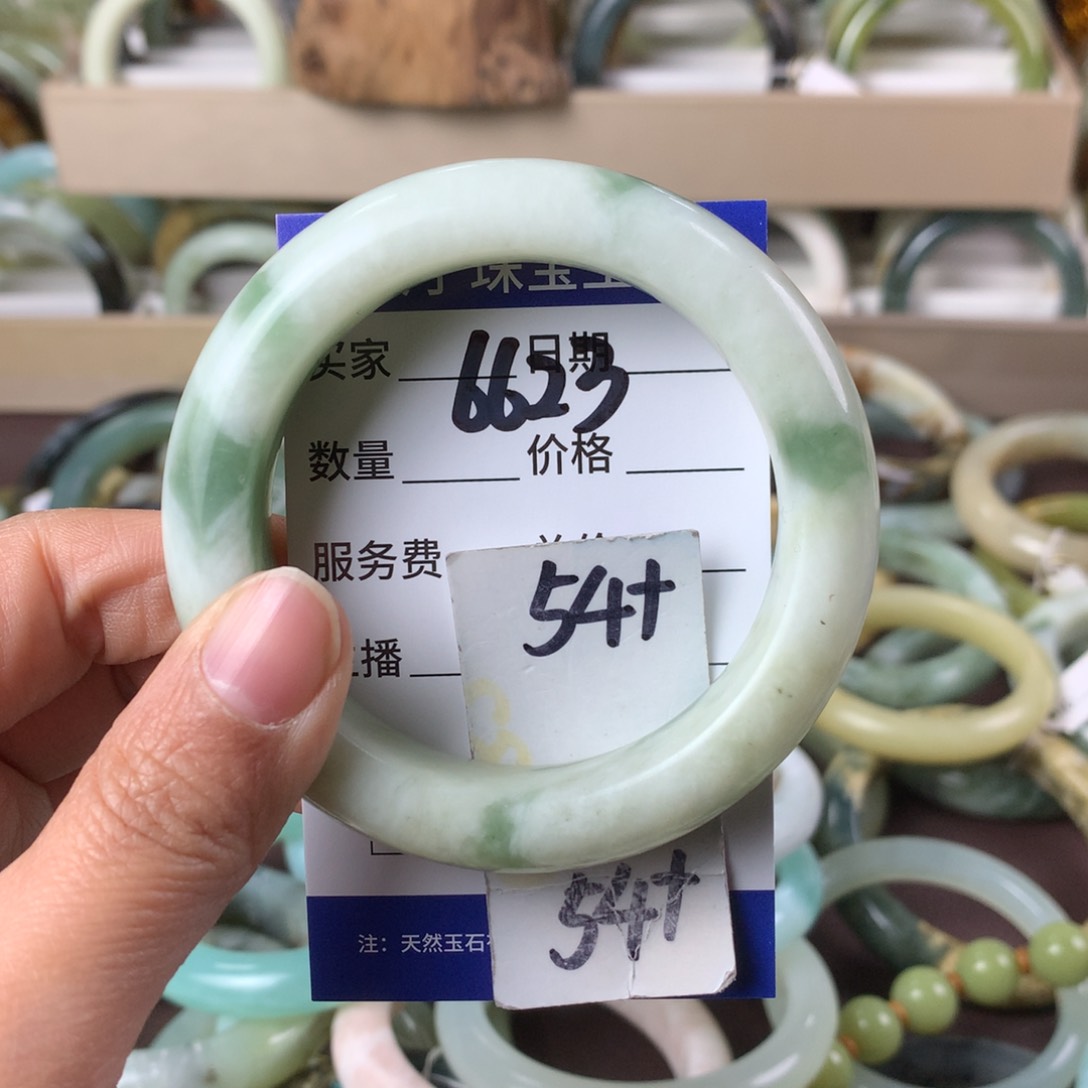 珠宝
买家 日期
6623
数量 价格
服务费
54+
播
54+
注：天然玉石